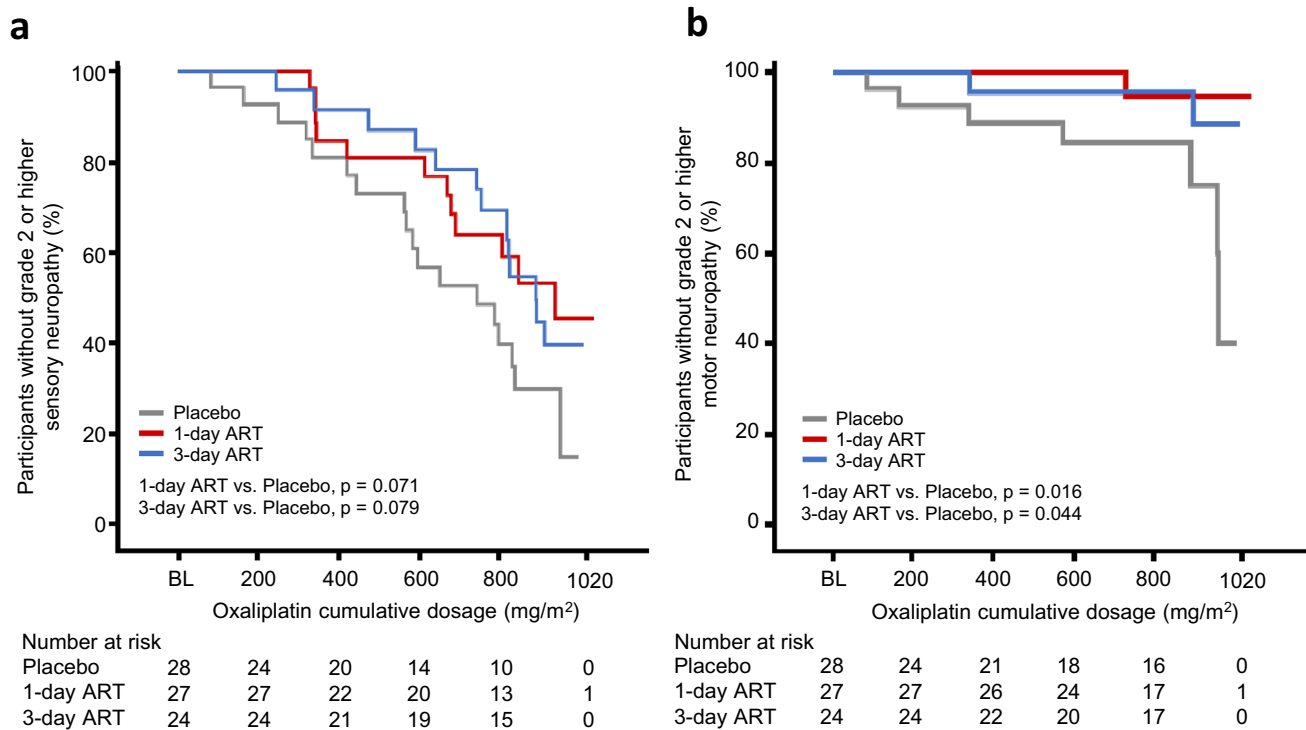 a
Participants without grade 2 or higher
sensory neuropathy (%)
100
80
60
40
20
0
Placebo
1-day ART
3-day ART
1-day ART vs. Placebo, p = 0.071
3-day ART vs. Placebo, p = 0.079
BL 200 400 600 800 1020
Oxaliplatin cumulative dosage (mg/m²)
Number at risk
Placebo 28 24 20 14 10 0
1-day ART 27 27 22 20 13 1
3-day ART 24 24 21 19 15 0
b
Participants without grade 2 or higher
motor neuropathy (%)
100
80
60
40
20
0
Placebo
1-day ART
3-day ART
1-day ART vs. Placebo, p = 0.016
3-day ART vs. Placebo, p = 0.044
BL 200 400 600 800 1020
Oxaliplatin cumulative dosage (mg/m²)
Number at risk
Placebo 28 24 21 18 16 0
1-day ART 27 27 26 24 17 1
3-day ART 24 24 22 20 17 0